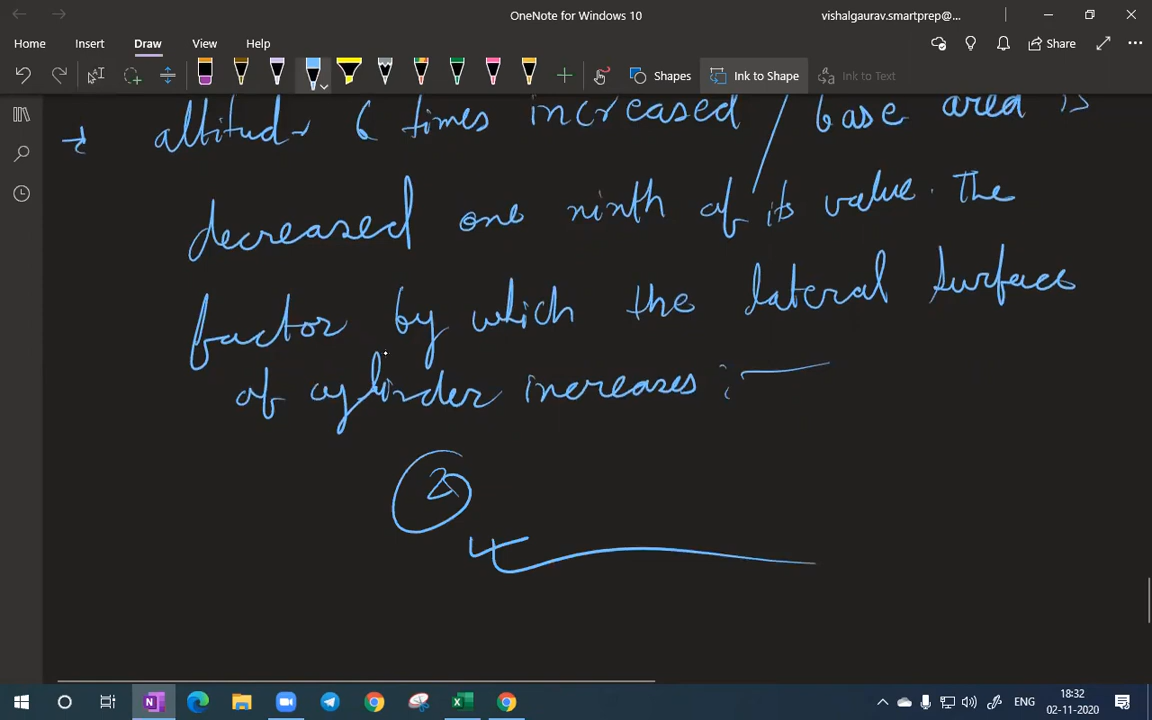 OneNote for Windows 10
vishalgaurav.smartprep@...
Home Insert Draw View Help
Share
Shapes Ink to Shape Ink to Text
altitud 6 times increased / base area is
decreased one ninth of its value. The
factor by which the lateral surface
of cylinder increases :—
2
ENG
18:32
02-11-2020